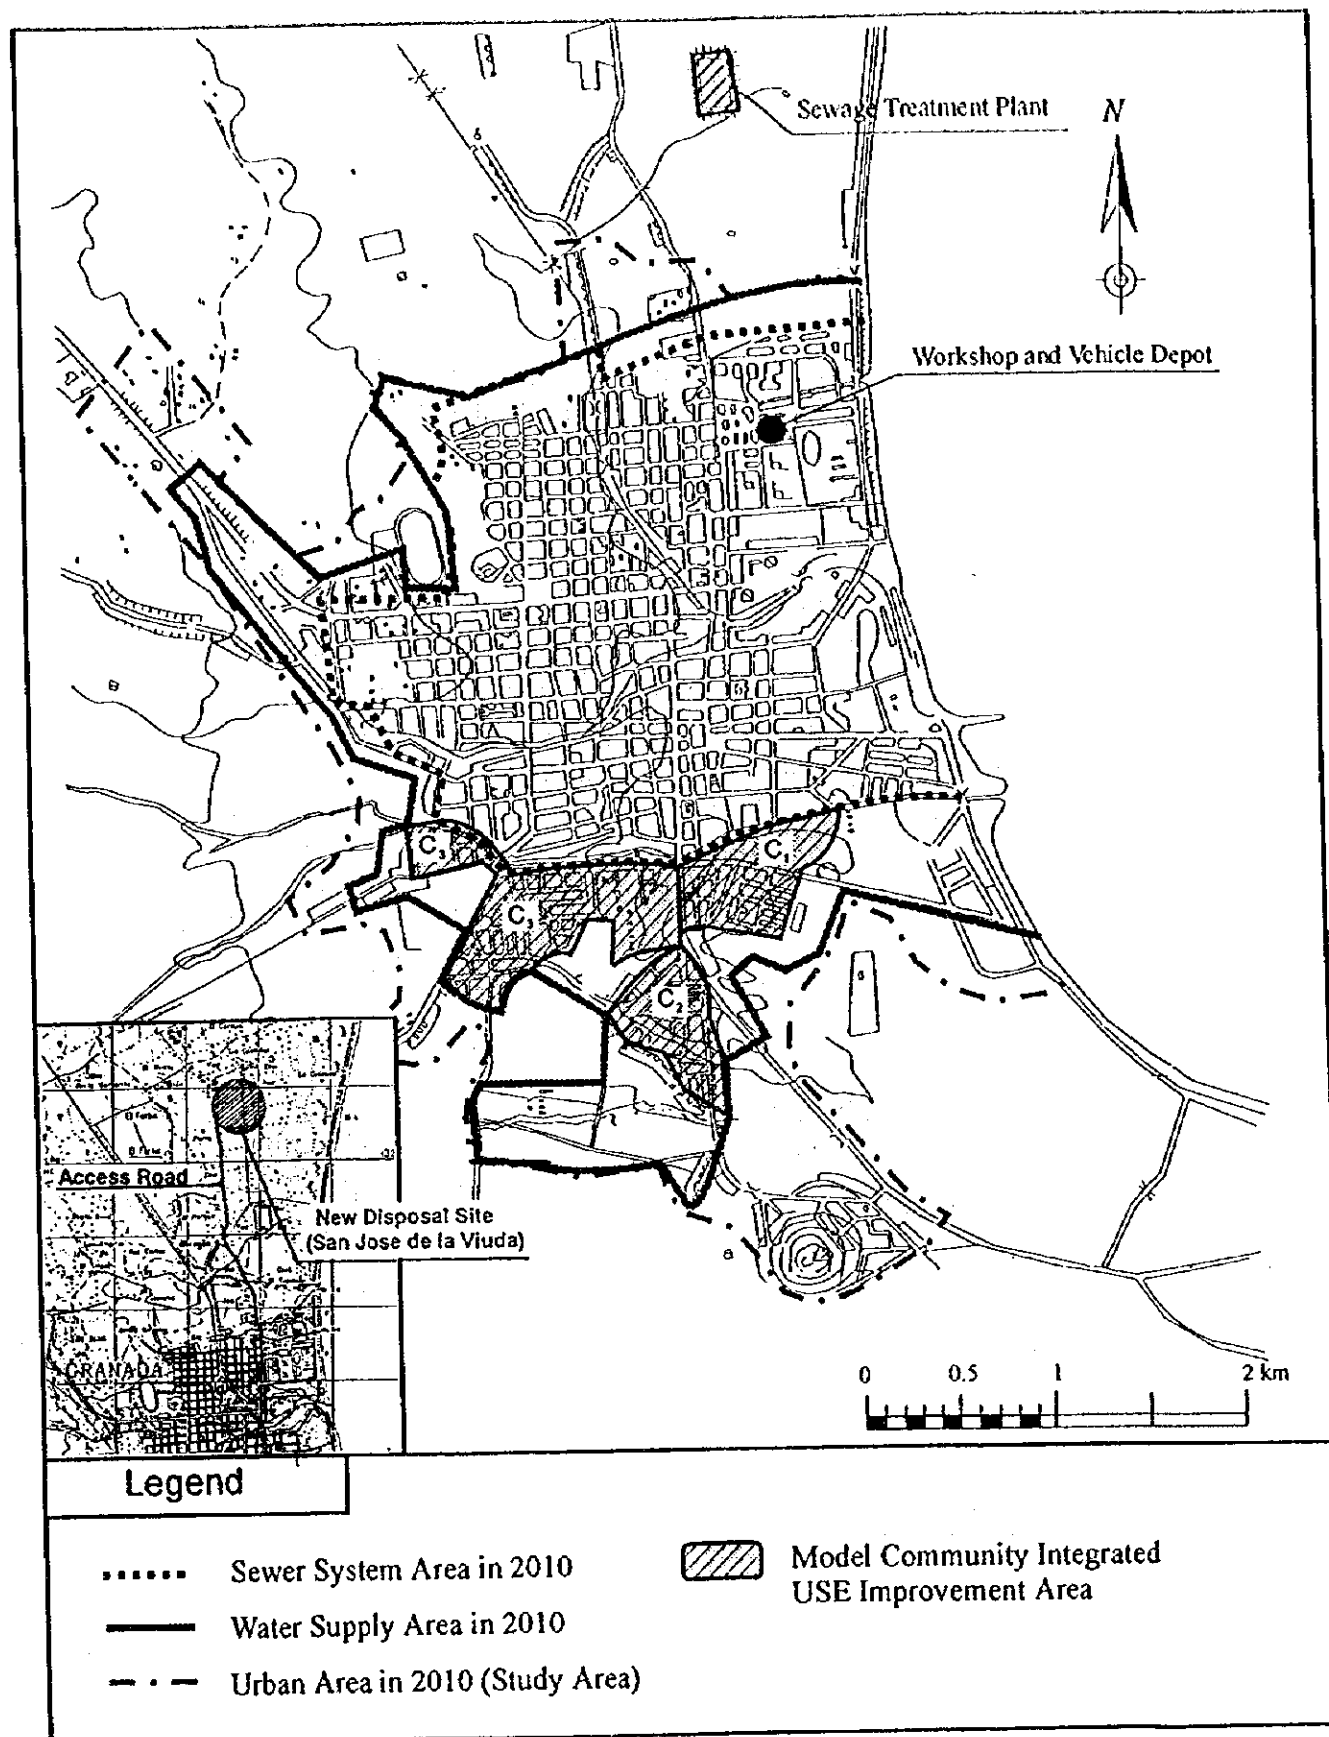 Sewage Treatment Plant
N
Workshop and Vehicle Depot
C1
C3
C3
C2
Access Road
New Disposal Site
(San Jose de la Viuda)
GRANADA
0 0.5 1 2 km
Legend
Sewer System Area in 2010
Water Supply Area in 2010
Urban Area in 2010 (Study Area)
Model Community Integrated
USE Improvement Area